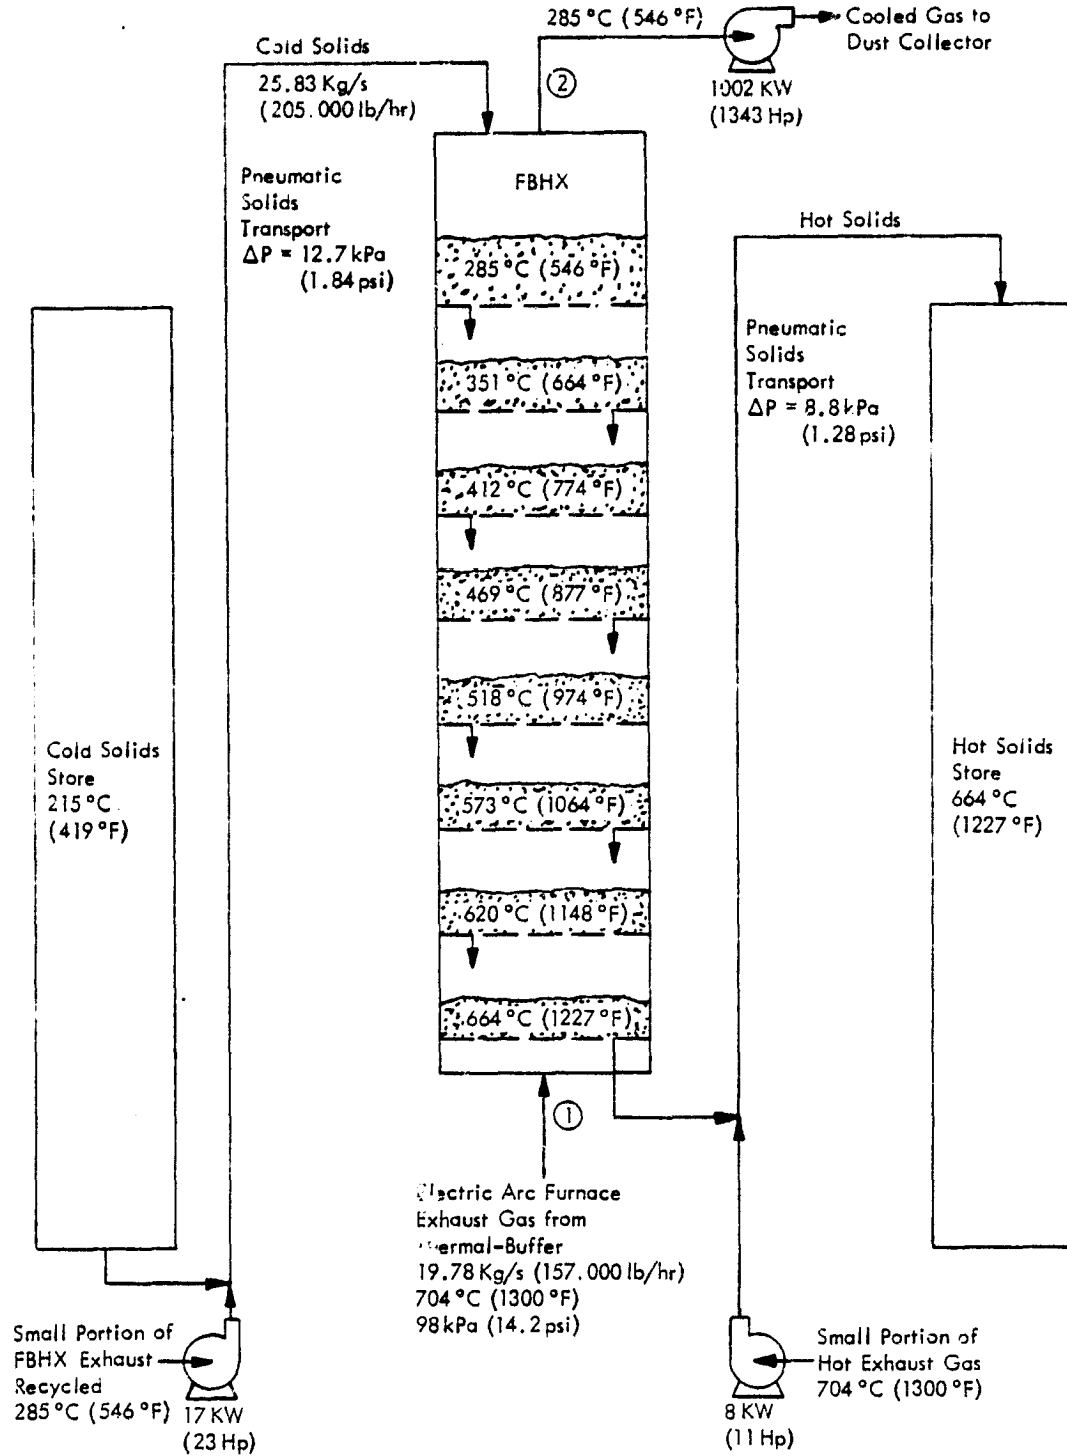 285 °C (546 °F)
Cooled Gas to
Dust Collector
1002 KW
(1343 Hp)
Cold Solids
25.83 Kg/s
(205.000 lb/hr)
2
Pneumatic
Solids
Transport
ΔP = 12.7 kPa
(1.84 psi)
FBHX
Hot Solids
285 °C (546 °F)
351 °C (664 °F)
412 °C (774 °F)
469 °C (877 °F)
518 °C (974 °F)
573 °C (1064 °F)
620 °C (1148 °F)
664 °C (1227 °F)
Pneumatic
Solids
Transport
ΔP = 8.8 kPa
(1.28 psi)
Cold Solids
Store
215 °C
(419 °F)
Hot Solids
Store
664 °C
(1227 °F)
1
Electric Arc Furnace
Exhaust Gas from
Thermal-Buffer
19.78 Kg/s (157.000 lb/hr)
704 °C (1300 °F)
98 kPa (14.2 psi)
Small Portion of
FBHX Exhaust
Recycled
285 °C (546 °F)
17 KW
(23 Hp)
Small Portion of
Hot Exhaust Gas
704 °C (1300 °F)
8 KW
(11 Hp)